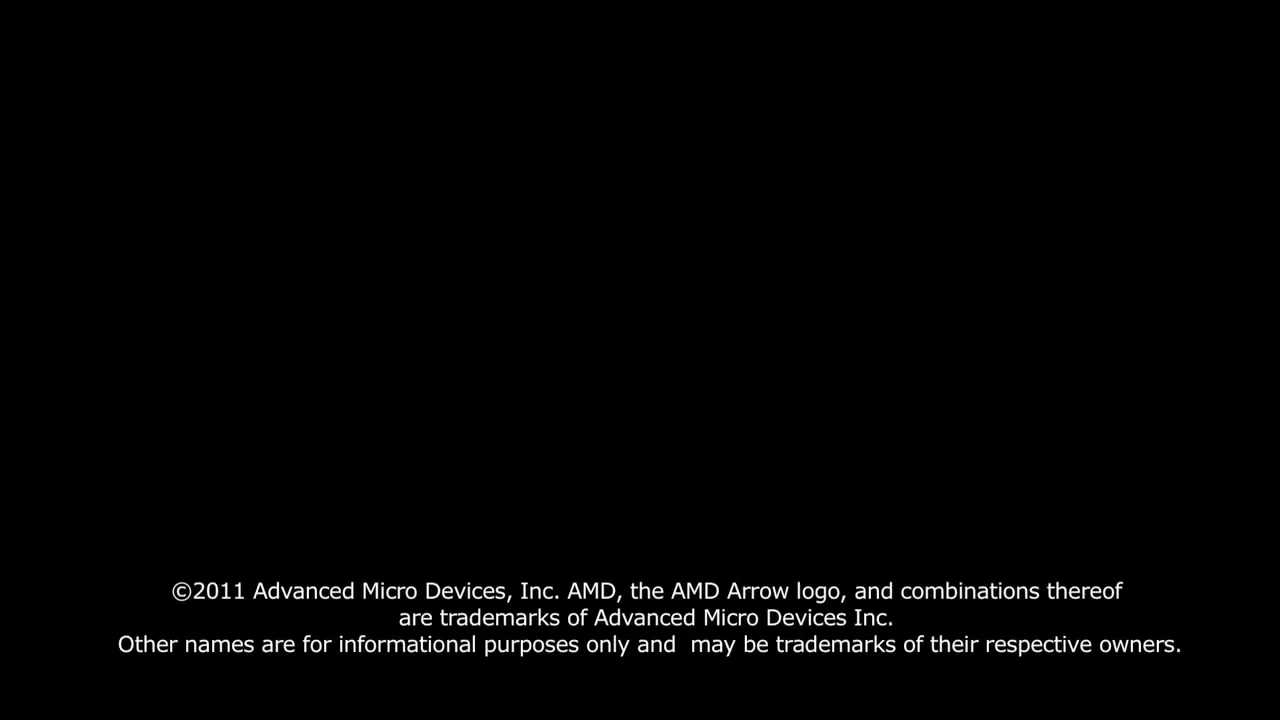 ©2011 Advanced Micro Devices, Inc. AMD, the AMD Arrow logo, and combinations thereof
are trademarks of Advanced Micro Devices Inc.
Other names are for informational purposes only and  may be trademarks of their respective owners.